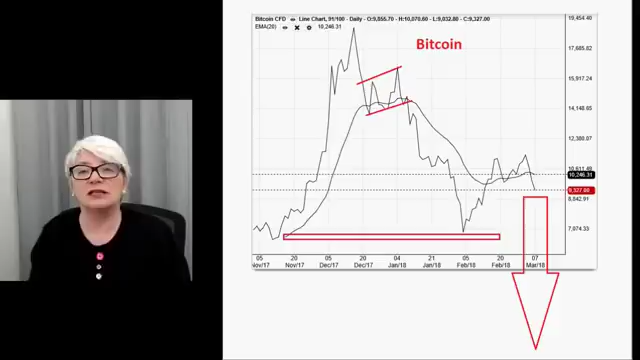 Bitcoin CFD Line Chart, 91/100 - Daily - O:9,855.70 H:10,070.60 L:9,032.80 C:9,327.00
EMA(20) 10,246.31
Bitcoin
19,454.40
17,685.82
15,917.24
14,148.65
12,380.07
10,611.49
10,246.31
9,327.00
8,842.91
7,074.33
05 20 05 20 04 20 05 20 07
Nov/17 Nov/17 Dec/17 Dec/17 Jan/18 Jan/18 Feb/18 Feb/18 Mar/18